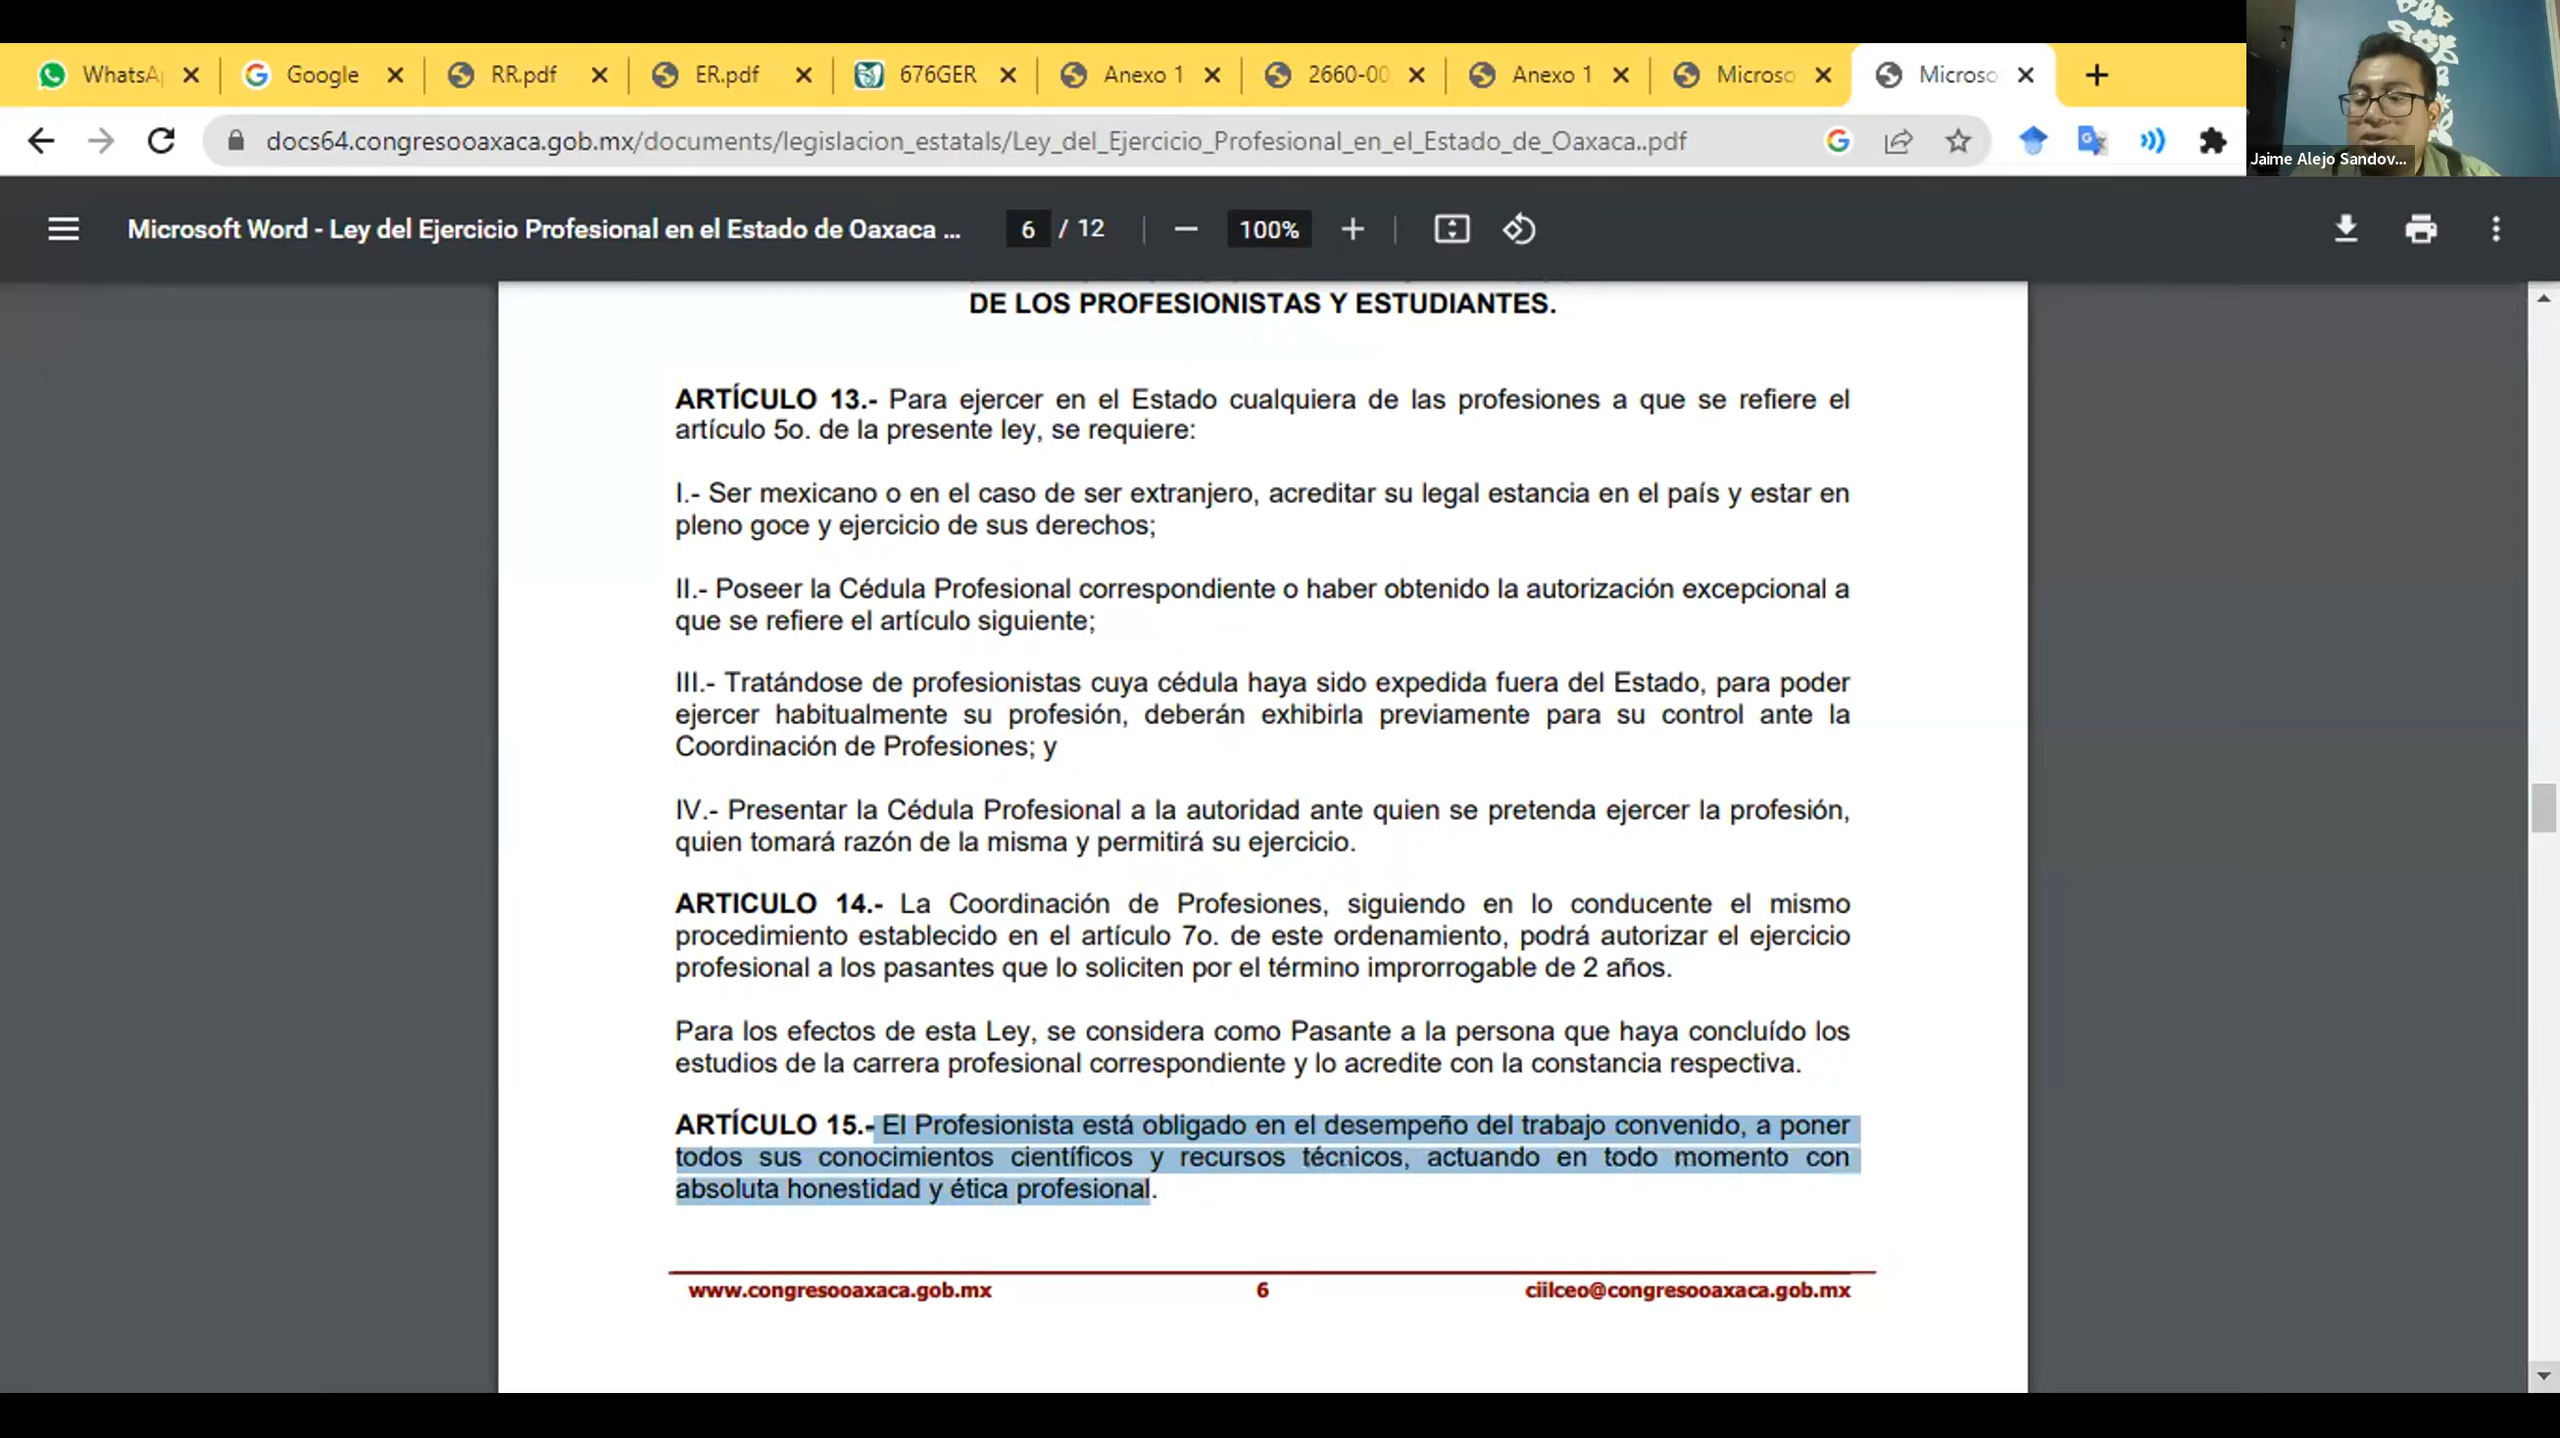 WhatsA
Google
RR.pdf
ER.pdf
676GER
Anexo 1
2660-00
Anexo 1
Microso
Microso
docs64.congresooaxaca.gob.mx/documents/legislacion_estatals/Ley_del_Ejercicio_Profesional_en_el_Estado_de_Oaxaca..pdf
Jaime Alejo Sandov...
Microsoft Word - Ley del Ejercicio Profesional en el Estado de Oaxaca ...
6 / 12
100%
DE LOS PROFESIONISTAS Y ESTUDIANTES.
ARTÍCULO 13.- Para ejercer en el Estado cualquiera de las profesiones a que se refiere el
artículo 5o. de la presente ley, se requiere:
I.- Ser mexicano o en el caso de ser extranjero, acreditar su legal estancia en el país y estar en
pleno goce y ejercicio de sus derechos;
II.- Poseer la Cédula Profesional correspondiente o haber obtenido la autorización excepcional a
que se refiere el artículo siguiente;
III.- Tratándose de profesionistas cuya cédula haya sido expedida fuera del Estado, para poder
ejercer habitualmente su profesión, deberán exhibirla previamente para su control ante la
Coordinación de Profesiones; y
IV.- Presentar la Cédula Profesional a la autoridad ante quien se pretenda ejercer la profesión,
quien tomará razón de la misma y permitirá su ejercicio.
ARTICULO 14.- La Coordinación de Profesiones, siguiendo en lo conducente el mismo
procedimiento establecido en el artículo 7o. de este ordenamiento, podrá autorizar el ejercicio
profesional a los pasantes que lo soliciten por el término improrrogable de 2 años.
Para los efectos de esta Ley, se considera como Pasante a la persona que haya concluído los
estudios de la carrera profesional correspondiente y lo acredite con la constancia respectiva.
ARTÍCULO 15.- El Profesionista está obligado en el desempeño del trabajo convenido, a poner
todos sus conocimientos científicos y recursos técnicos, actuando en todo momento con
absoluta honestidad y ética profesional.
www.congresooaxaca.gob.mx
6
ciilceo@congresooaxaca.gob.mx